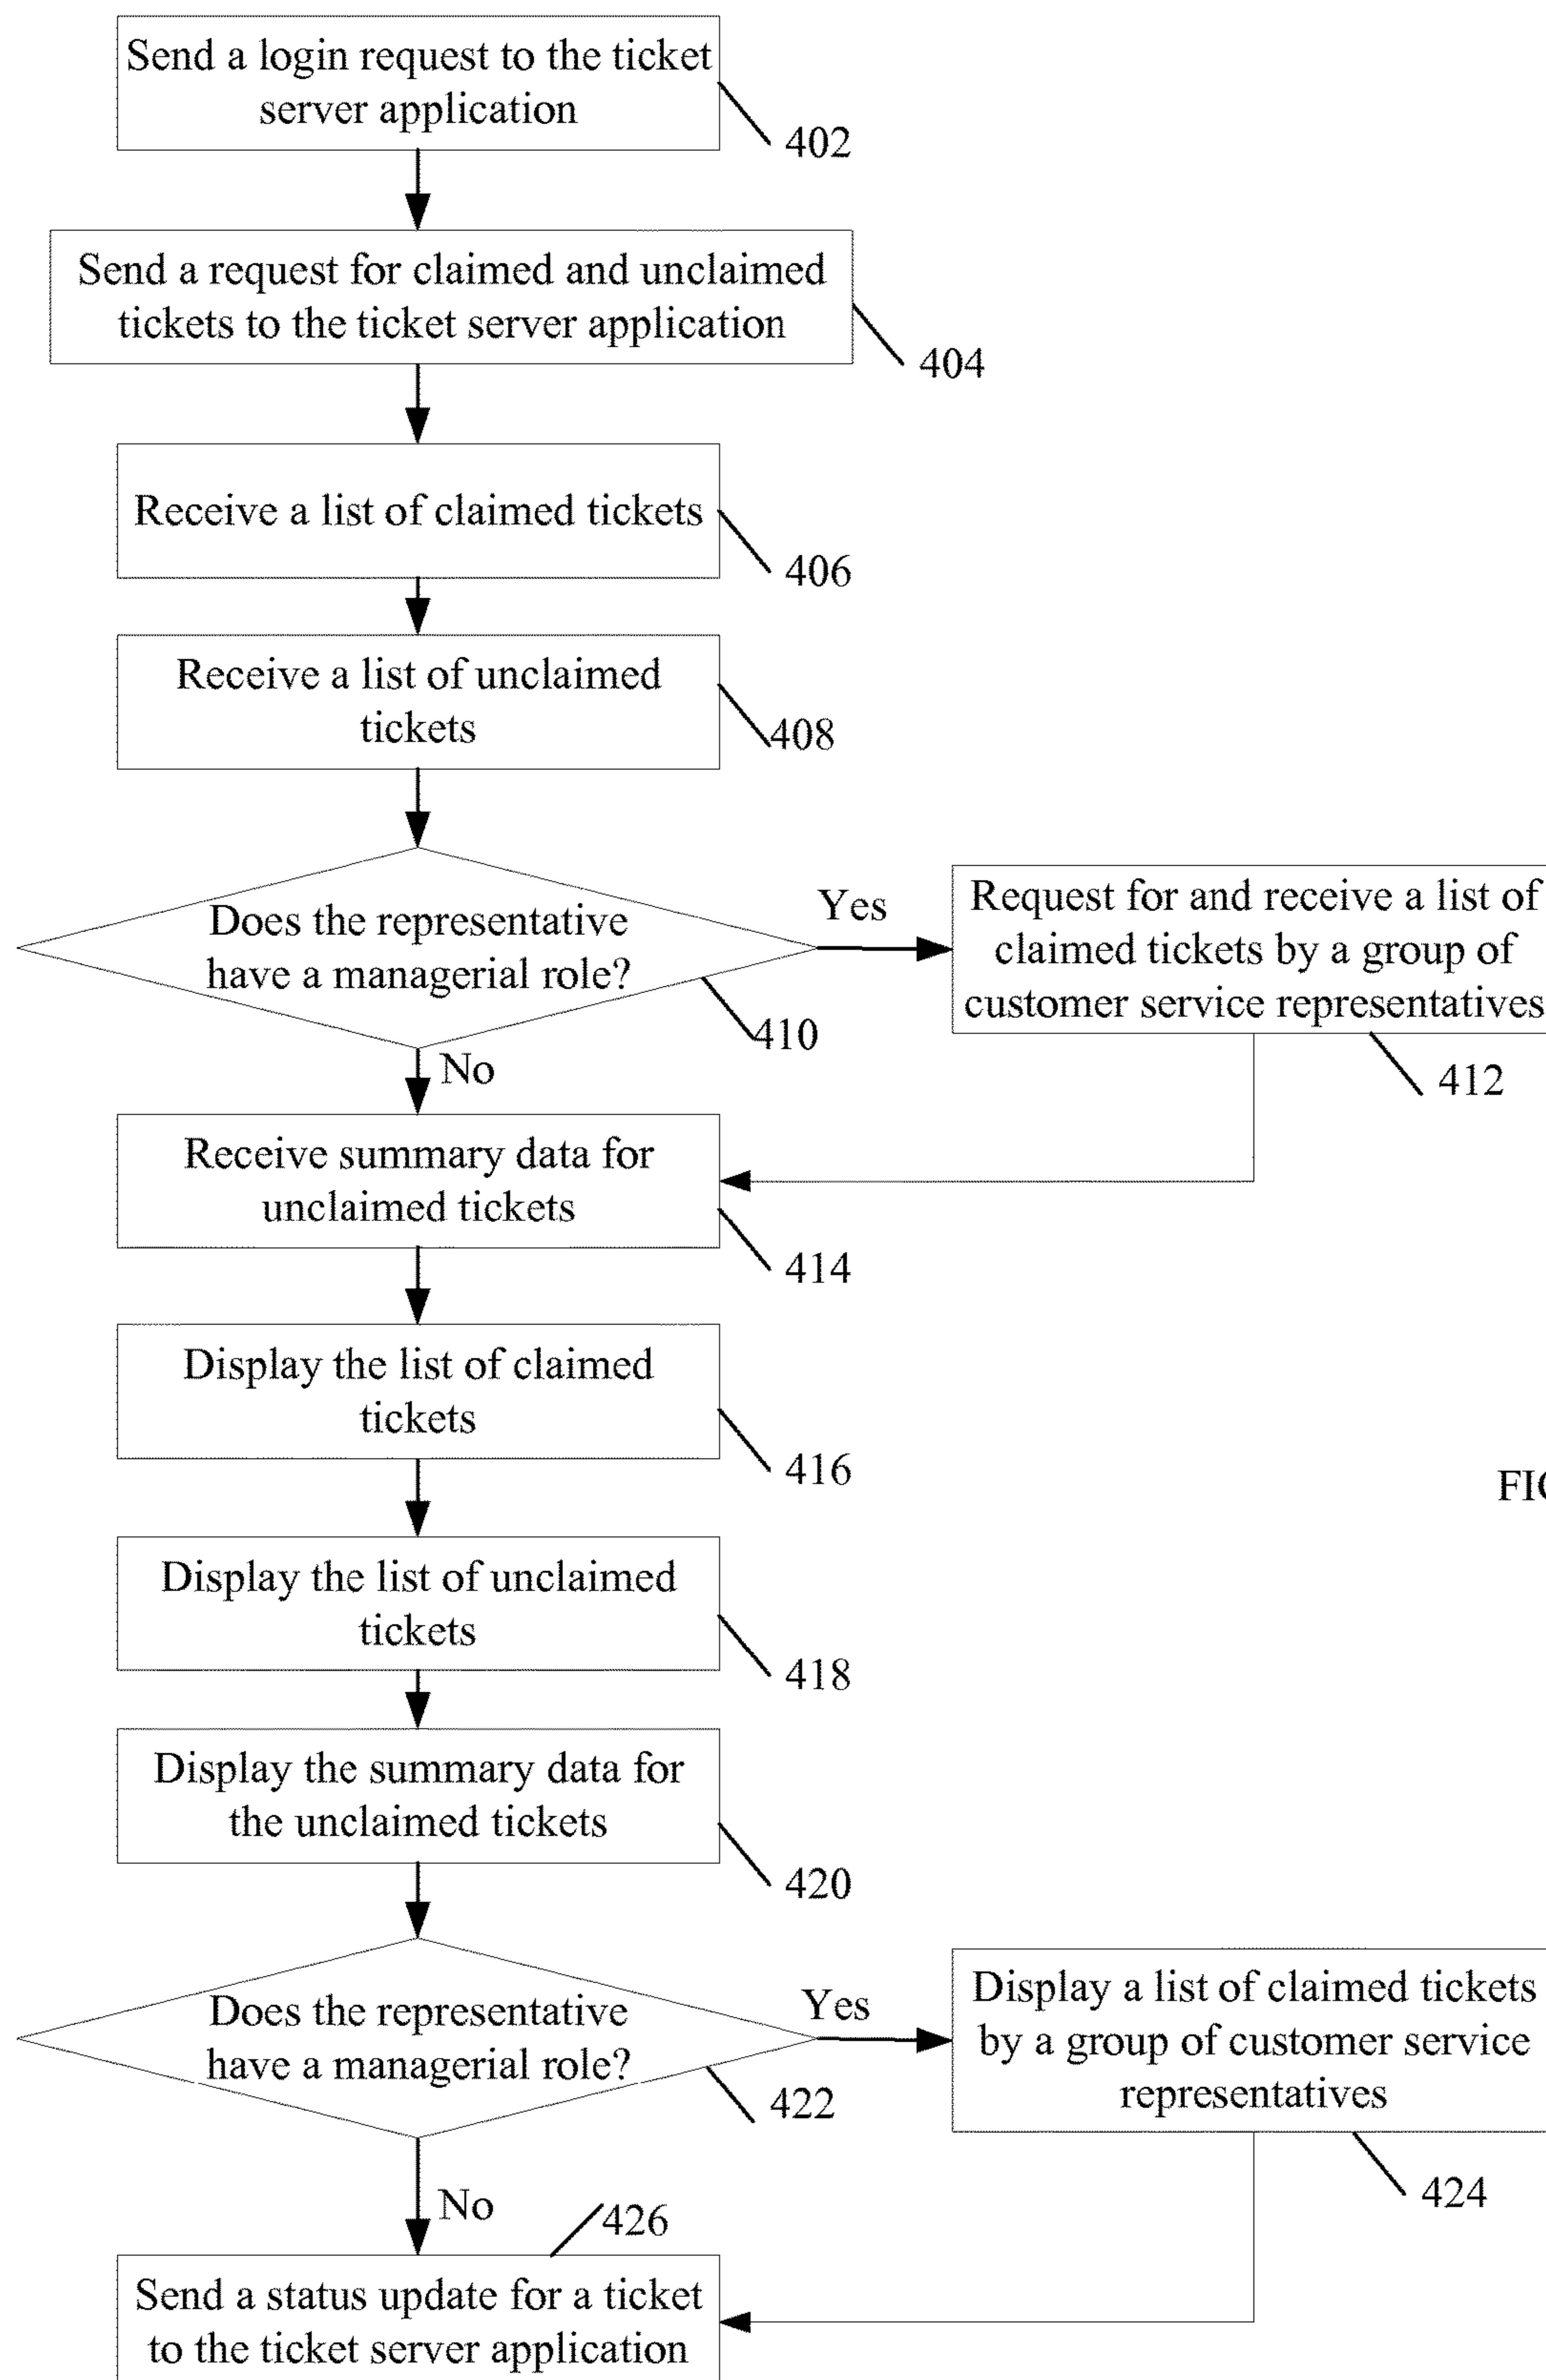 Send a login request to the ticket
server application
402
Send a request for claimed and unclaimed
tickets to the ticket server application
404
Receive a list of claimed tickets
406
Receive a list of unclaimed
tickets
408
Does the representative
have a managerial role?
410
Yes
Request for and receive a list of
claimed tickets by a group of
customer service representatives
412
No
Receive summary data for
unclaimed tickets
414
Display the list of claimed
tickets
416
FIG
Display the list of unclaimed
tickets
418
Display the summary data for
the unclaimed tickets
420
Does the representative
have a managerial role?
422
Yes
Display a list of claimed tickets
by a group of customer service
representatives
424
No
426
Send a status update for a ticket
to the ticket server application